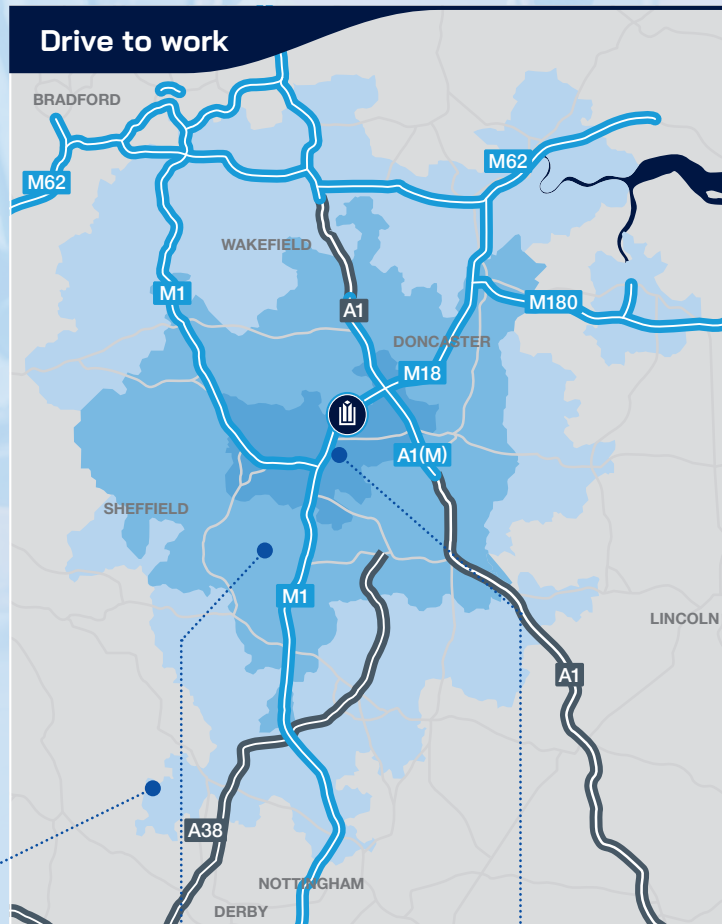 Drive to work
BRADFORD
M62
M62
WAKEFIELD
M1
M180
A1
DONCASTER
M18
A1(M)
SHEFFIELD
M1
LINCOLN
A1
A38
NOTTINGHAM
DERBY